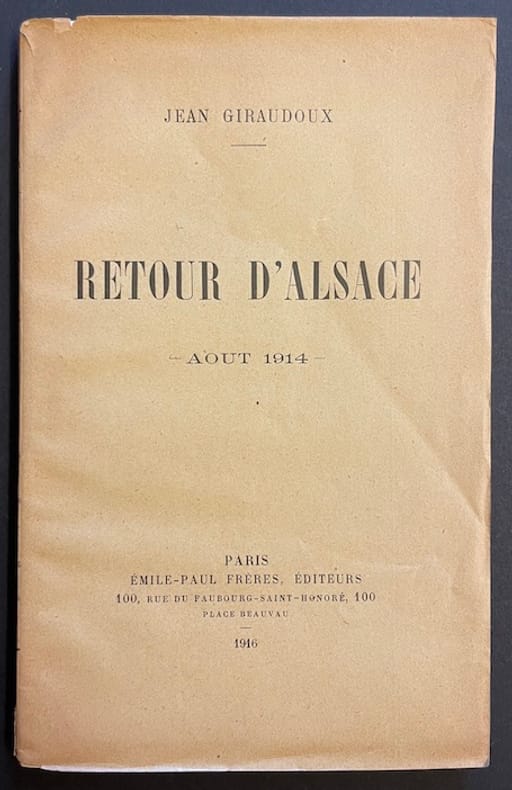 JEAN GIRAUDOUX
RETOUR D'ALSACE
— AOUT 1914 —
PARIS
ÉMILE-PAUL FRÈRES, ÉDITEURS
100, RUE DU FAUBOURG-SAINT-HONORÉ, 100
PLACE BEAUVAU
1916